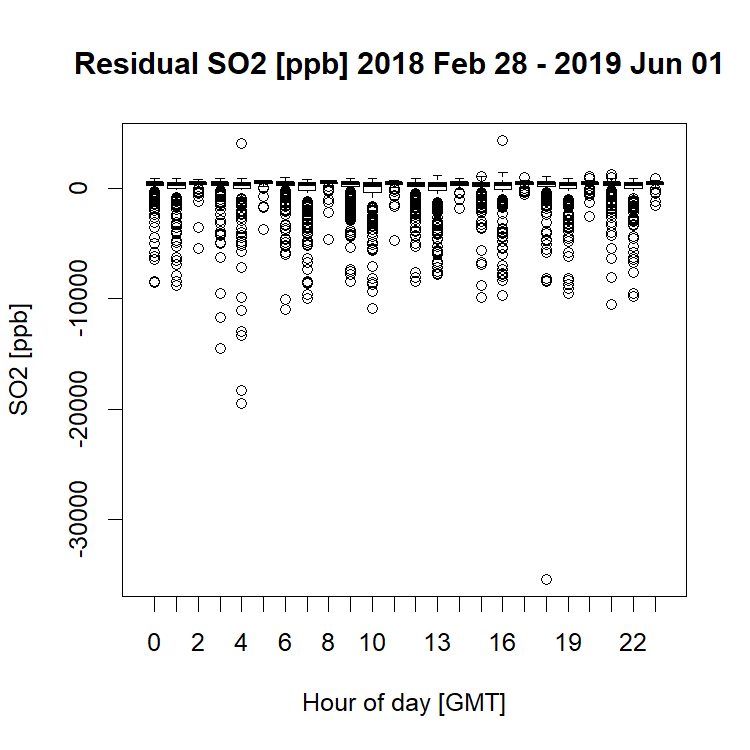 Residual SO2 [ppb] 2018 Feb 28 - 2019 Jun 01
SO2 [ppb]
0
-10000
-20000
-30000
0 2 4 6 8 10 13 16 19 22
Hour of day [GMT]